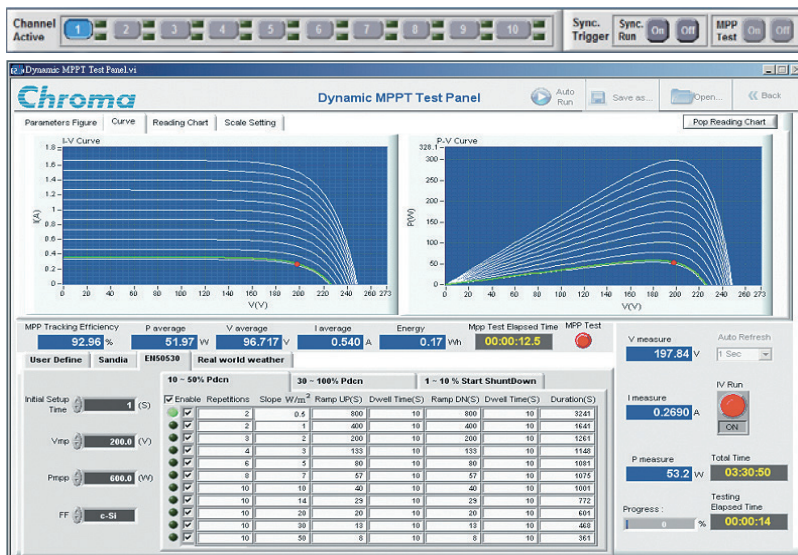 Channel Active 1 2 3 4 5 6 7 8 9 10
Sync. Trigger Sync. Run On Off MPP Test On Off
Dynamic MPPT Test Panel.vi
Chroma Dynamic MPPT Test Panel Auto Run Save as... Open... Back
Parameters Figure Curve Reading Chart Scale Setting Pop Reading Chart
I-V Curve
I(A)
1.8
1.6
1.4
1.2
1
0.8
0.6
0.4
0.2
0
0 20 40 60 80 100 120 140 160 180 200 220 240 260 273
V(V)
P-V Curve
P(W)
328.1
300
250
200
150
100
50
0
0 20 40 60 80 100 120 140 160 180 200 220 240 260 273
V(V)
MPP Tracking Efficiency P average V average I average Energy Mpp Test Elapsed Time MPP Test
92.96 % 51.97 W 96.717 V 0.540 A 0.17 Wh 00:00:12.5
User Define Sandia EN50530 Real world weather
10 ~ 50% Pdcn 30 ~ 100% Pdcn 1 ~ 10 % Start ShuntDown
Initial Setup Time 1 (S)
Vmp 200.0 (V)
Pmpp 600.0 (W)
FF c-Si
Enable Repetitions Slope W/m² Ramp UP(S) Dwell Time(S) Ramp DN(S) Dwell Time(S) Duration(S)
2 0.5 800 10 800 10 3241
2 1 400 10 400 10 1641
3 2 200 10 200 10 1261
4 3 133 10 133 10 1148
6 5 80 10 80 10 1081
8 7 57 10 57 10 1075
10 10 40 10 40 10 1001
10 14 29 10 29 10 772
10 20 20 10 20 10 601
10 30 13 10 13 10 468
10 50 8 10 8 10 361
V measure
197.84 V
Auto Refresh
1 Sec
I measure
0.2690 A
IV Run
ON
P measure
53.2 W
Total Time
03:30:50
Progress :
0 %
Testing Elapsed Time
00:00:14